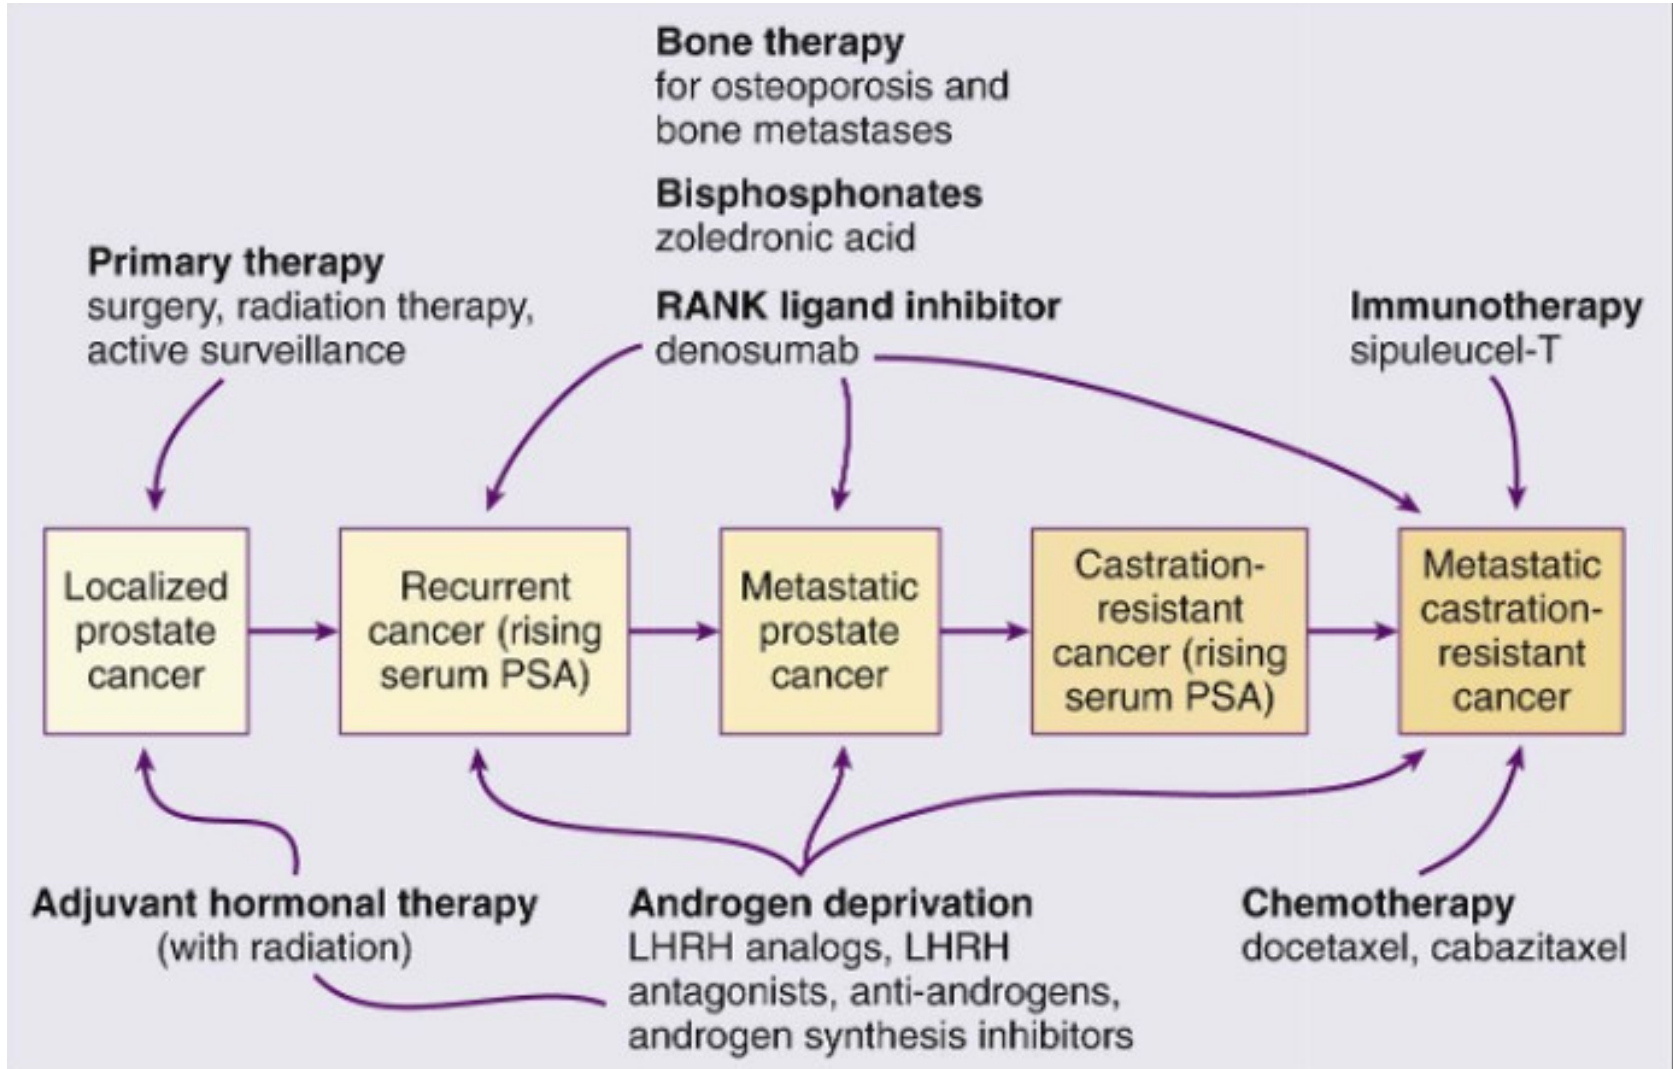 Bone therapy
for osteoporosis and
bone metastases
Bisphosphonates
zoledronic acid
RANK ligand inhibitor
denosumab
Primary therapy
surgery, radiation therapy,
active surveillance
Immunotherapy
sipuleucel-T
Localized
prostate
cancer
Recurrent
cancer (rising
serum PSA)
Metastatic
prostate
cancer
Castration-
resistant
cancer (rising
serum PSA)
Metastatic
castration-
resistant
cancer
Adjuvant hormonal therapy
(with radiation)
Androgen deprivation
LHRH analogs, LHRH
antagonists, anti-androgens,
androgen synthesis inhibitors
Chemotherapy
docetaxel, cabazitaxel